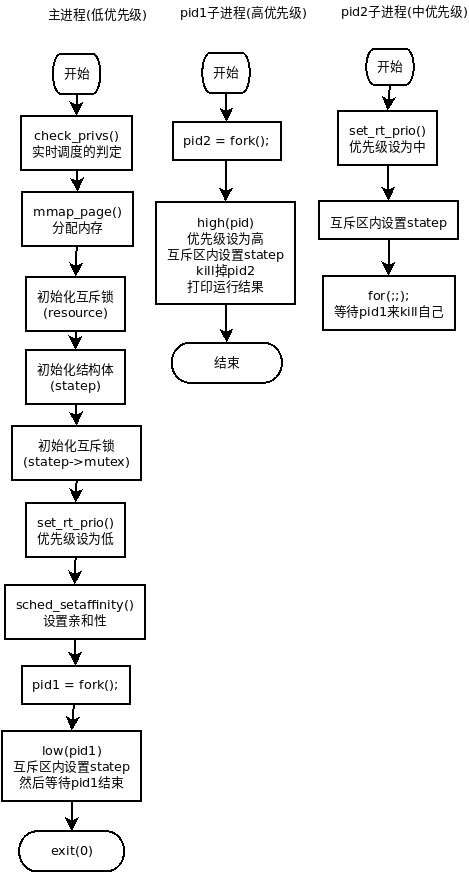 主进程(低优先级)
开始
check_privs()
实时调度的判定
mmap_page()
分配内存
初始化互斥锁
(resource)
初始化结构体
(statep)
初始化互斥锁
(statep->mutex)
set_rt_prio()
优先级设为低
sched_setaffinity()
设置亲和性
pid1 = fork();
low(pid1)
互斥区内设置statep
然后等待pid1结束
exit(0)
pid1子进程(高优先级)
开始
pid2 = fork();
high(pid)
优先级设为高
互斥区内设置statep
kill掉pid2
打印运行结果
结束
pid2子进程(中优先级)
开始
set_rt_prio()
优先级设为中
互斥区内设置statep
for(;;);
等待pid1来kill自己